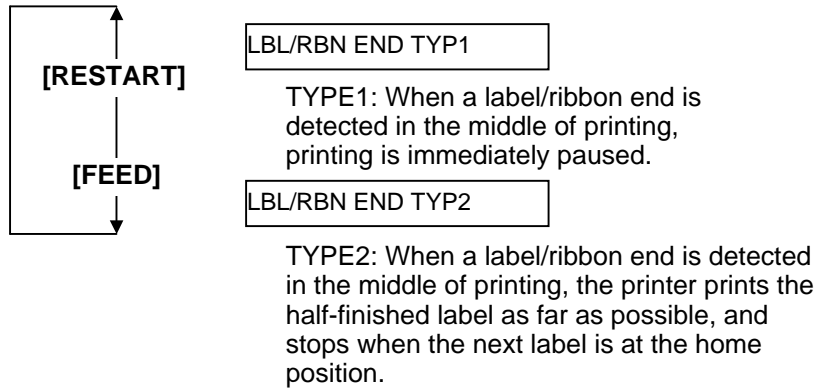 [RESTART]
[FEED]
LBL/RBN END TYP1
TYPE1: When a label/ribbon end is
detected in the middle of printing,
printing is immediately paused.
LBL/RBN END TYP2
TYPE2: When a label/ribbon end is detected
in the middle of printing, the printer prints the
half-finished label as far as possible, and
stops when the next label is at the home
position.